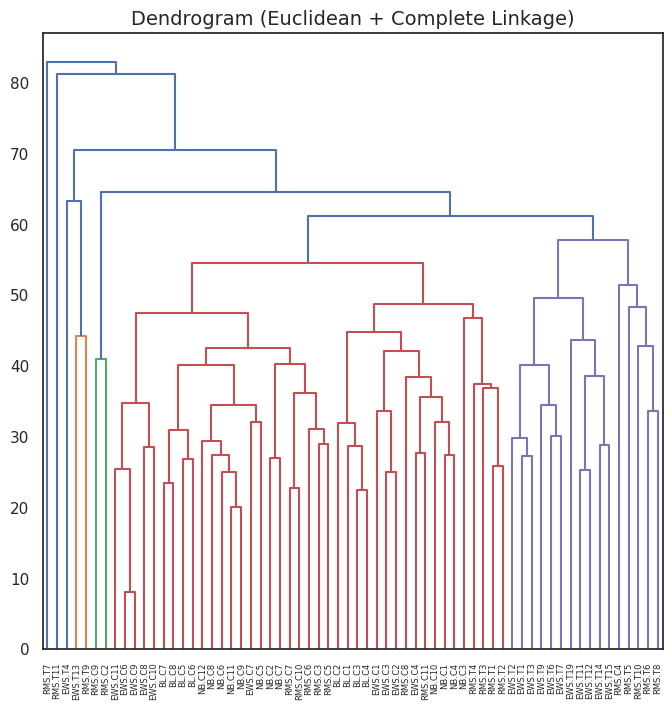 Dendrogram (Euclidean + Complete Linkage)
80
70
60
50
40
30
20
10
0
RMS.T7
RMS.T11
EWS.T4
EWS.T13
RMS.T9
RMS.C9
RMS.C2
EWS.C11
EWS.C6
EWS.C9
EWS.C8
EWS.C10
BL.C7
BL.C8
BL.C5
BL.C6
NB.C12
NB.C8
NB.C6
NB.C11
NB.C9
EWS.C7
NB.C5
NB.C2
NB.C7
RMS.C7
RMS.C10
RMS.C6
RMS.C3
RMS.C5
BL.C2
BL.C1
BL.C3
BL.C4
EWS.C1
EWS.C3
EWS.C2
RMS.C8
EWS.C4
RMS.C11
NB.C10
NB.C1
NB.C4
NB.C3
RMS.T4
RMS.T3
RMS.T1
RMS.T2
EWS.T2
EWS.T1
EWS.T3
EWS.T9
EWS.T6
EWS.T7
EWS.T19
EWS.T11
EWS.T12
EWS.T14
EWS.T15
RMS.C4
RMS.T5
RMS.T10
RMS.T6
RMS.T8